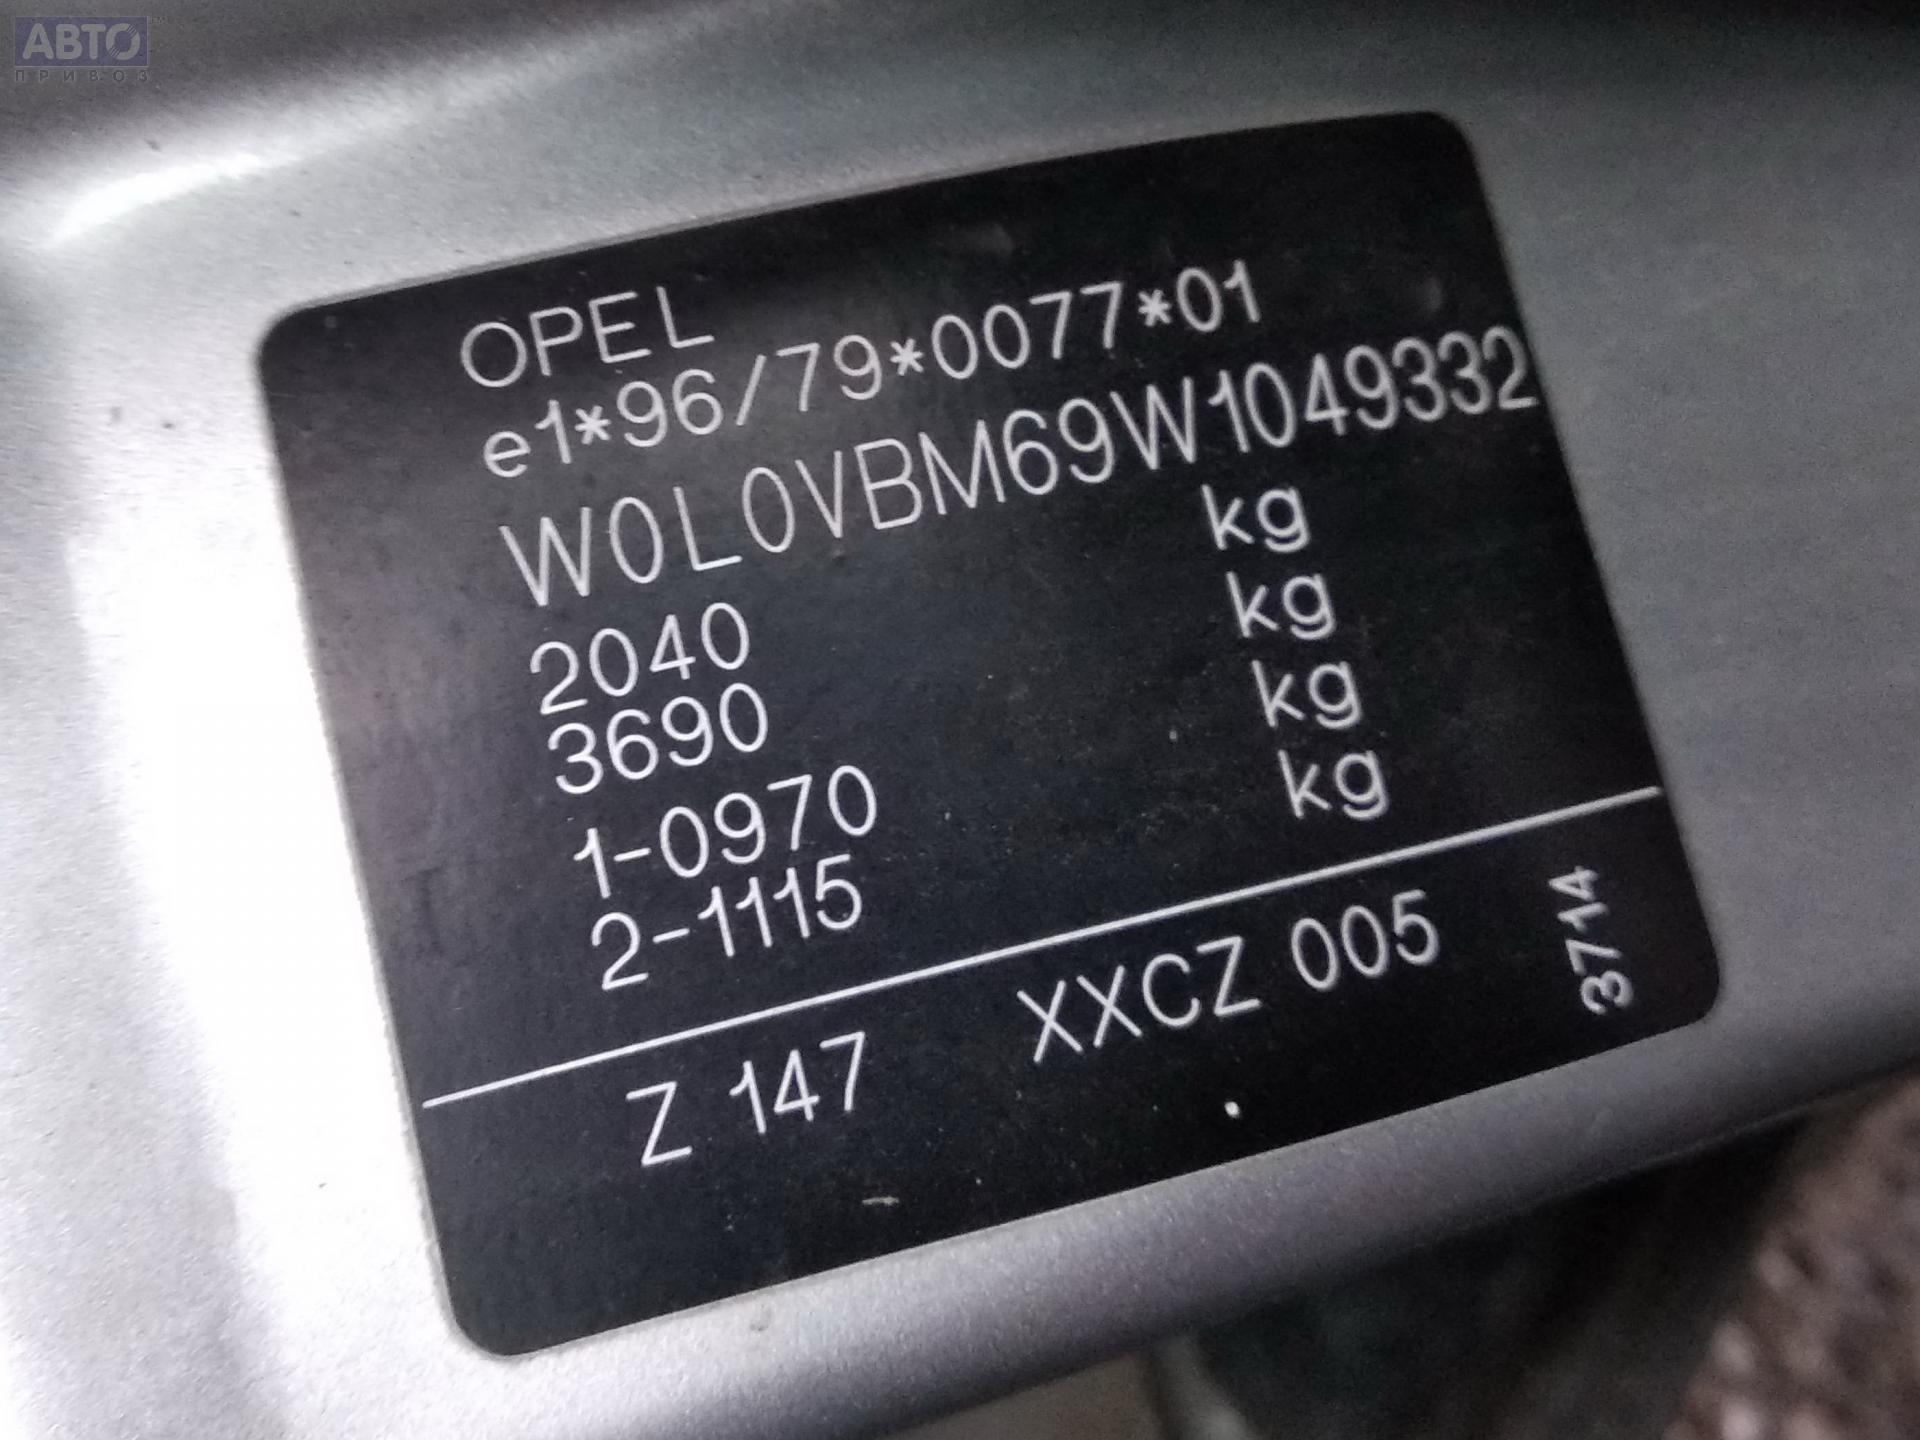 АВТО
ПРИВОЗ
OPEL
e1*96/79*0077*01
W0L0VBM69W1049332
2040 kg
3690 kg
1-0970 kg
2-1115 kg
Z 147 XXCZ 005
3714